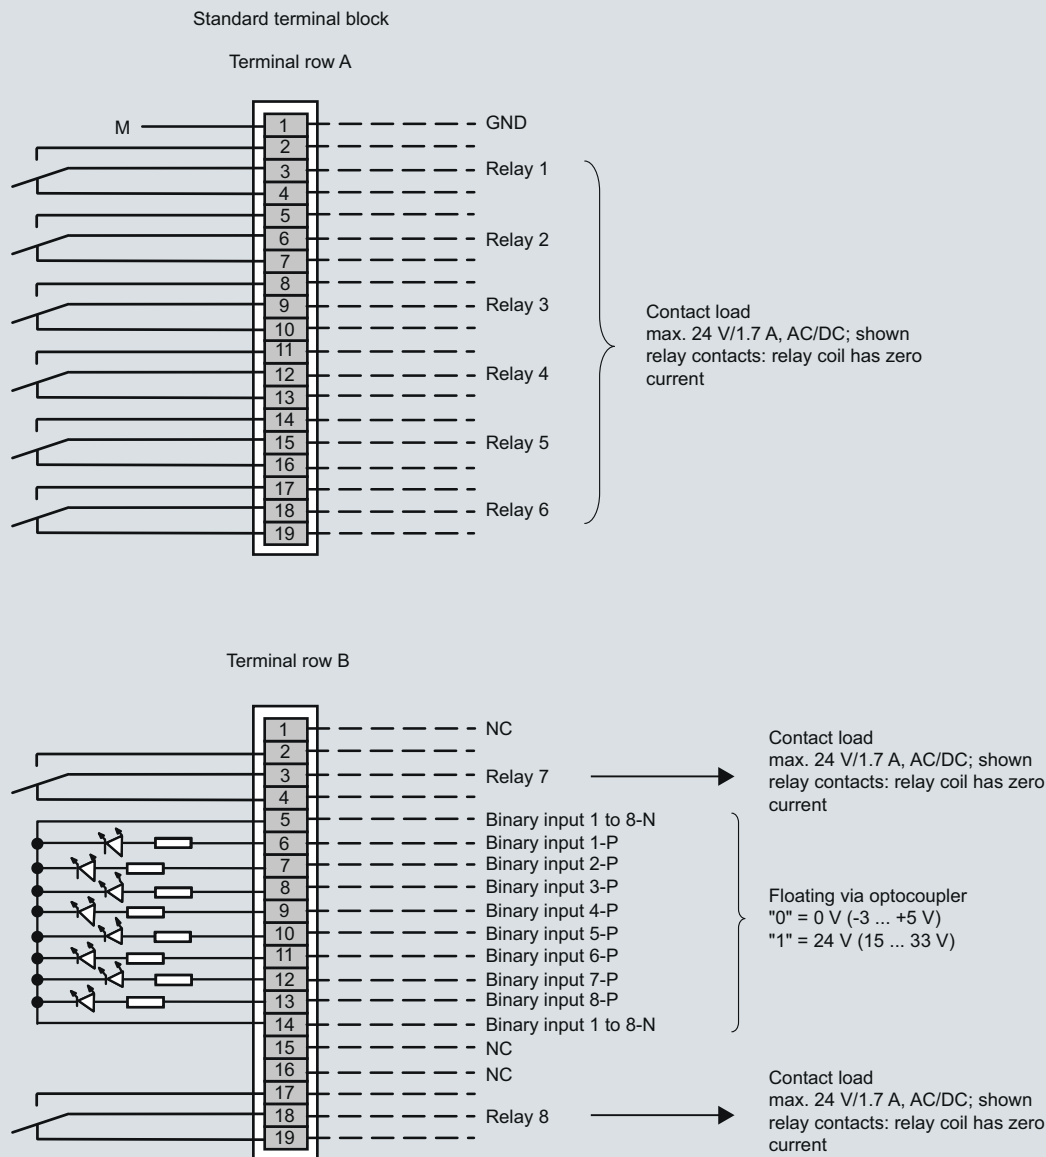 Standard terminal block
Terminal row A
M
1
GND
2
3
Relay 1
4
5
6
Relay 2
7
8
9
Relay 3
10
11
12
Relay 4
13
14
15
Relay 5
16
17
18
Relay 6
19
Contact load
max. 24 V/1.7 A, AC/DC; shown
relay contacts: relay coil has zero
current
Terminal row B
1
NC
2
3
Relay 7
4
Contact load
max. 24 V/1.7 A, AC/DC; shown
relay contacts: relay coil has zero
current
5
Binary input 1 to 8-N
6
Binary input 1-P
7
Binary input 2-P
8
Binary input 3-P
9
Binary input 4-P
10
Binary input 5-P
11
Binary input 6-P
12
Binary input 7-P
13
Binary input 8-P
14
Binary input 1 to 8-N
Floating via optocoupler
"0" = 0 V (-3 ... +5 V)
"1" = 24 V (15 ... 33 V)
15
NC
16
NC
17
18
Relay 8
19
Contact load
max. 24 V/1.7 A, AC/DC; shown
relay contacts: relay coil has zero
current